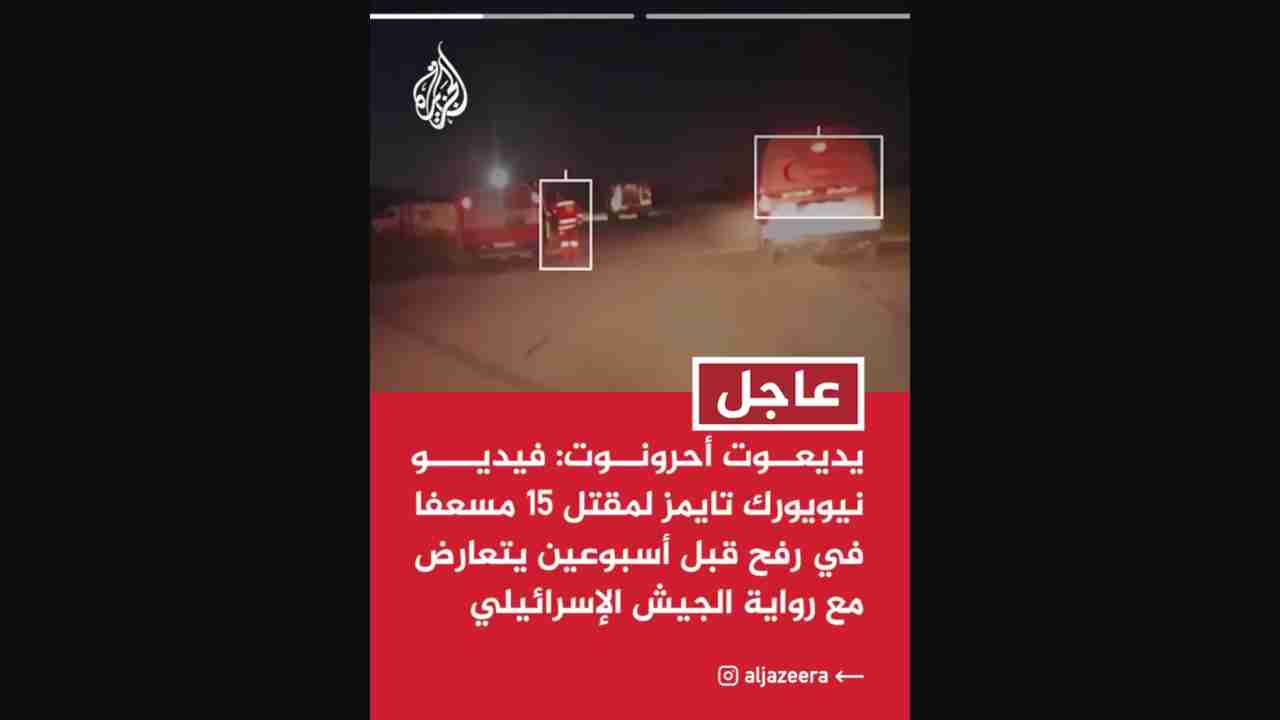 الجزيرة
عاجل
يديعوت أحرونوت: فيديو
نيويورك تايمز لمقتل 15 مسعفا
في رفح قبل أسبوعين يتعارض
مع رواية الجيش الإسرائيلي
aljazeera